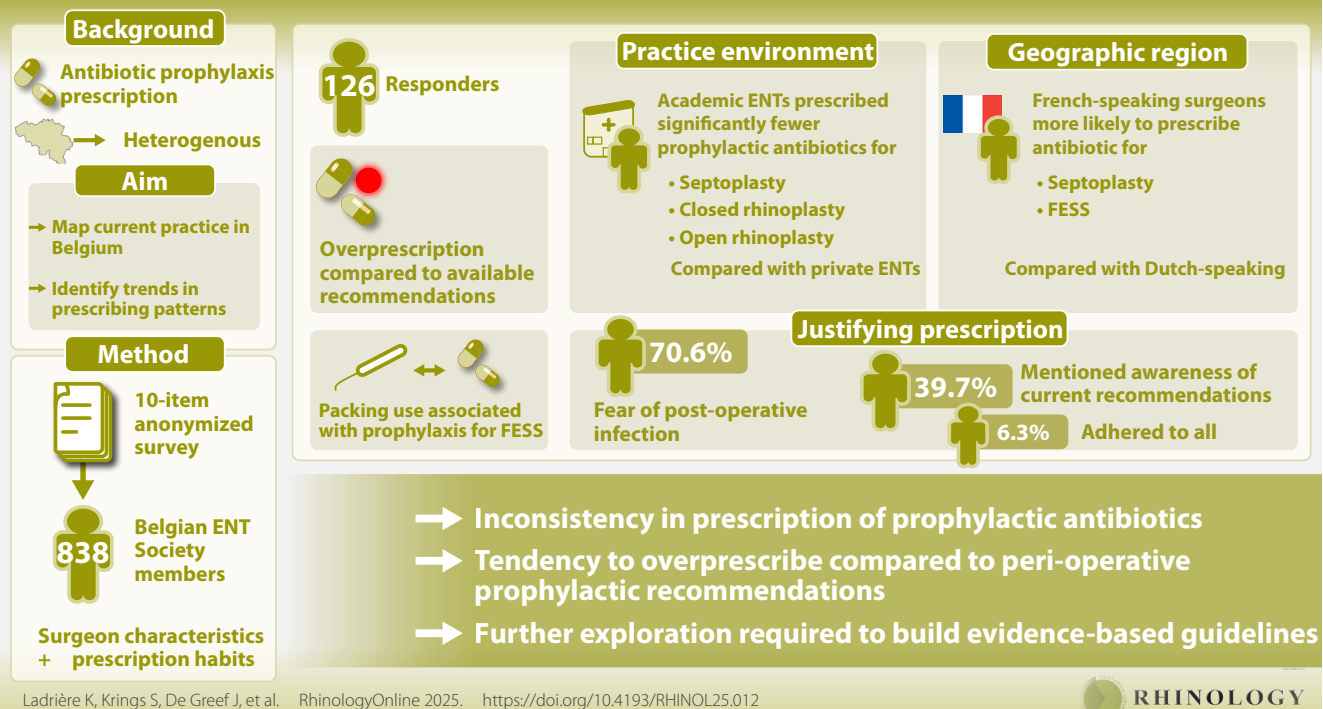 Background
Antibiotic prophylaxis
prescription
Heterogenous
Aim
Map current practice in
Belgium
Identify trends in
prescribing patterns
Method
10-item
anonymized
survey
838
Belgian ENT
Society
members
Surgeon characteristics
+ prescription habits
126
Responders
Overprescription
compared to available
recommendations
Packing use associated
with prophylaxis for FESS
Practice environment
Academic ENTs prescribed
significantly fewer
prophylactic antibiotics for
• Septoplasty
• Closed rhinoplasty
• Open rhinoplasty
Compared with private ENTs
Geographic region
French-speaking surgeons
more likely to prescribe
antibiotic for
• Septoplasty
• FESS
Compared with Dutch-speaking
Justifying prescription
70.6%
Fear of post-operative
infection
39.7%
Mentioned awareness of
current recommendations
6.3%
Adhered to all
Inconsistency in prescription of prophylactic antibiotics
Tendency to overprescribe compared to peri-operative
prophylactic recommendations
Further exploration required to build evidence-based guidelines
Ladrière K, Krings S, De Greef J, et al. RhinologyOnline 2025. https://doi.org/10.4193/RHINOL25.012
RHINOLOGY